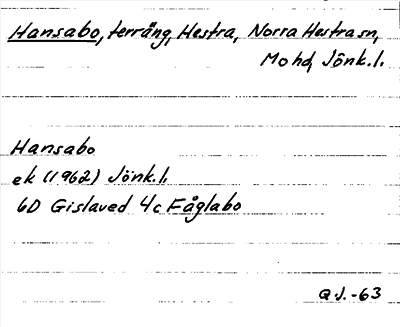 Hansabo, terräng, Hestra, Norra Hestra sn,
Mo hd, Jönk.l.
Hansabo
ek (1962) Jönk.l.
6D Gislaved 4c Fåglabo
Q.J.-63